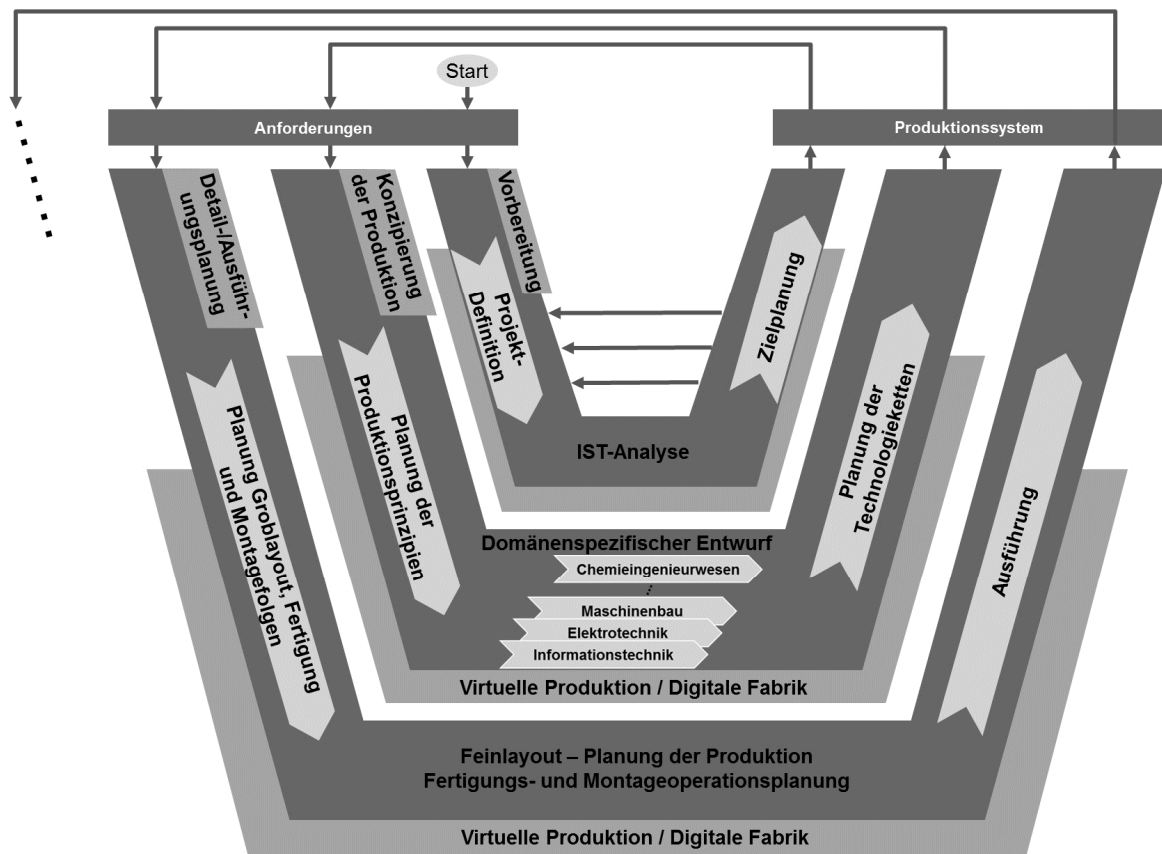 Start
Anforderungen
Produktionssystem
Detail-/Ausführ-
ungsplanung
Konzipierung
der Produktion
Vorbereitung
Projekt-
Definition
Zielplanung
IST-Analyse
Planung der
Produktionsprinzipien
Planung der
Technologieketten
Domänenspezifischer Entwurf
Chemieingenieurwesen
Maschinenbau
Elektrotechnik
Informationstechnik
Virtuelle Produktion / Digitale Fabrik
Planung Groblayout, Fertigung
und Montagefolgen
Ausführung
Feinlayout – Planung der Produktion
Fertigungs- und Montageoperationsplanung
Virtuelle Produktion / Digitale Fabrik